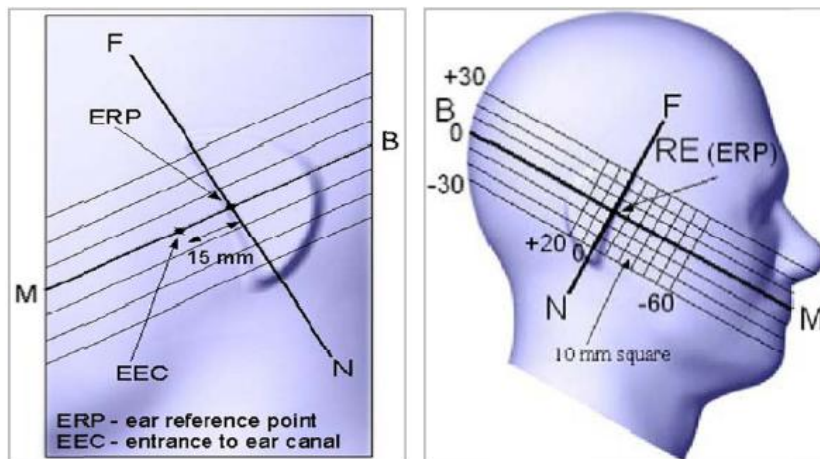 F
ERP
B
15 mm
M
EEC
N
ERP - ear reference point
EEC - entrance to ear canal
+30
B
0
-30
F
RE (ERP)
+20
0
N
-60
M
10 mm square